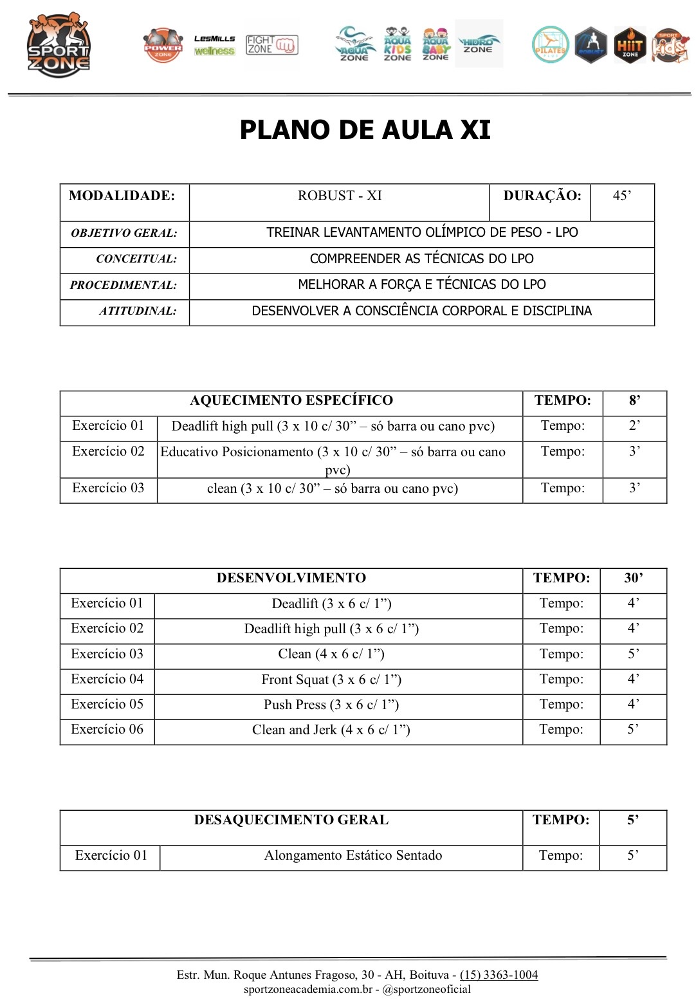 SPORT
ZONE
POWER
ZONE
LesMILLS
wellness
FIGHT
ZONE
AQUA
ZONE
AQUA
KIDS
ZONE
AQUA
BABY
ZONE
HIDRO
ZONE
PILATES
PLUS
ROBUST
HIIT
ZONE
SPORT
Kids
PLANO DE AULA XI
MODALIDADE: ROBUST - XI DURAÇÃO: 45’
OBJETIVO GERAL: TREINAR LEVANTAMENTO OLÍMPICO DE PESO - LPO
CONCEITUAL: COMPREENDER AS TÉCNICAS DO LPO
PROCEDIMENTAL: MELHORAR A FORÇA E TÉCNICAS DO LPO
ATITUDINAL: DESENVOLVER A CONSCIÊNCIA CORPORAL E DISCIPLINA
AQUECIMENTO ESPECÍFICO TEMPO: 8’
Exercício 01 Deadlift high pull (3 x 10 c/ 30” – só barra ou cano pvc) Tempo: 2’
Exercício 02 Educativo Posicionamento (3 x 10 c/ 30” – só barra ou cano Tempo: 3’
pvc)
Exercício 03 clean (3 x 10 c/ 30” – só barra ou cano pvc) Tempo: 3’
DESENVOLVIMENTO TEMPO: 30’
Exercício 01 Deadlift (3 x 6 c/ 1”) Tempo: 4’
Exercício 02 Deadlift high pull (3 x 6 c/ 1”) Tempo: 4’
Exercício 03 Clean (4 x 6 c/ 1”) Tempo: 5’
Exercício 04 Front Squat (3 x 6 c/ 1”) Tempo: 4’
Exercício 05 Push Press (3 x 6 c/ 1”) Tempo: 4’
Exercício 06 Clean and Jerk (4 x 6 c/ 1”) Tempo: 5’
DESAQUECIMENTO GERAL TEMPO: 5’
Exercício 01 Alongamento Estático Sentado Tempo: 5’
Estr. Mun. Roque Antunes Fragoso, 30 - AH, Boituva - (15) 3363-1004
sportzoneacademia.com.br - @sportzoneoficial